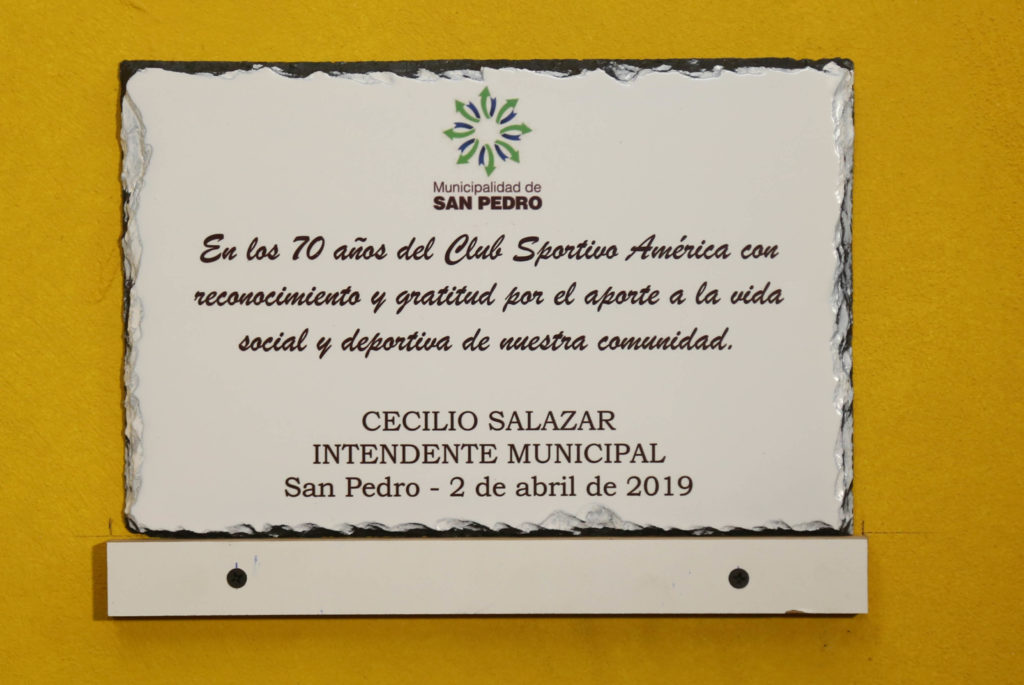 Municipalidad de
SAN PEDRO
En los 70 años del Club Sportivo América con
reconocimiento y gratitud por el aporte a la vida
social y deportiva de nuestra comunidad.
CECILIO SALAZAR
INTENDENTE MUNICIPAL
San Pedro - 2 de abril de 2019